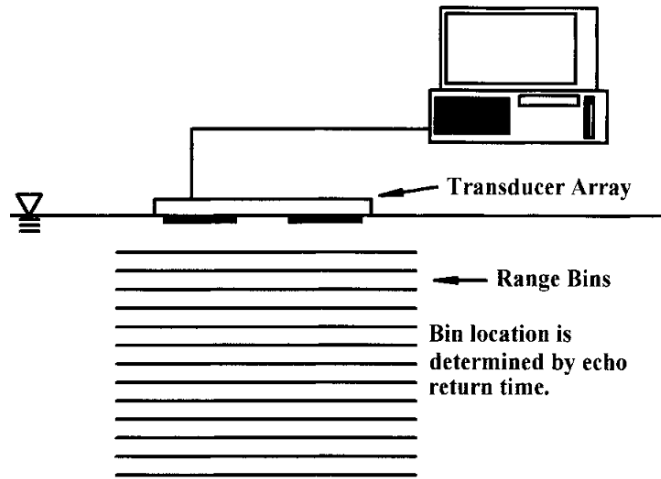 Transducer Array
Range Bins
Bin location is
determined by echo
return time.